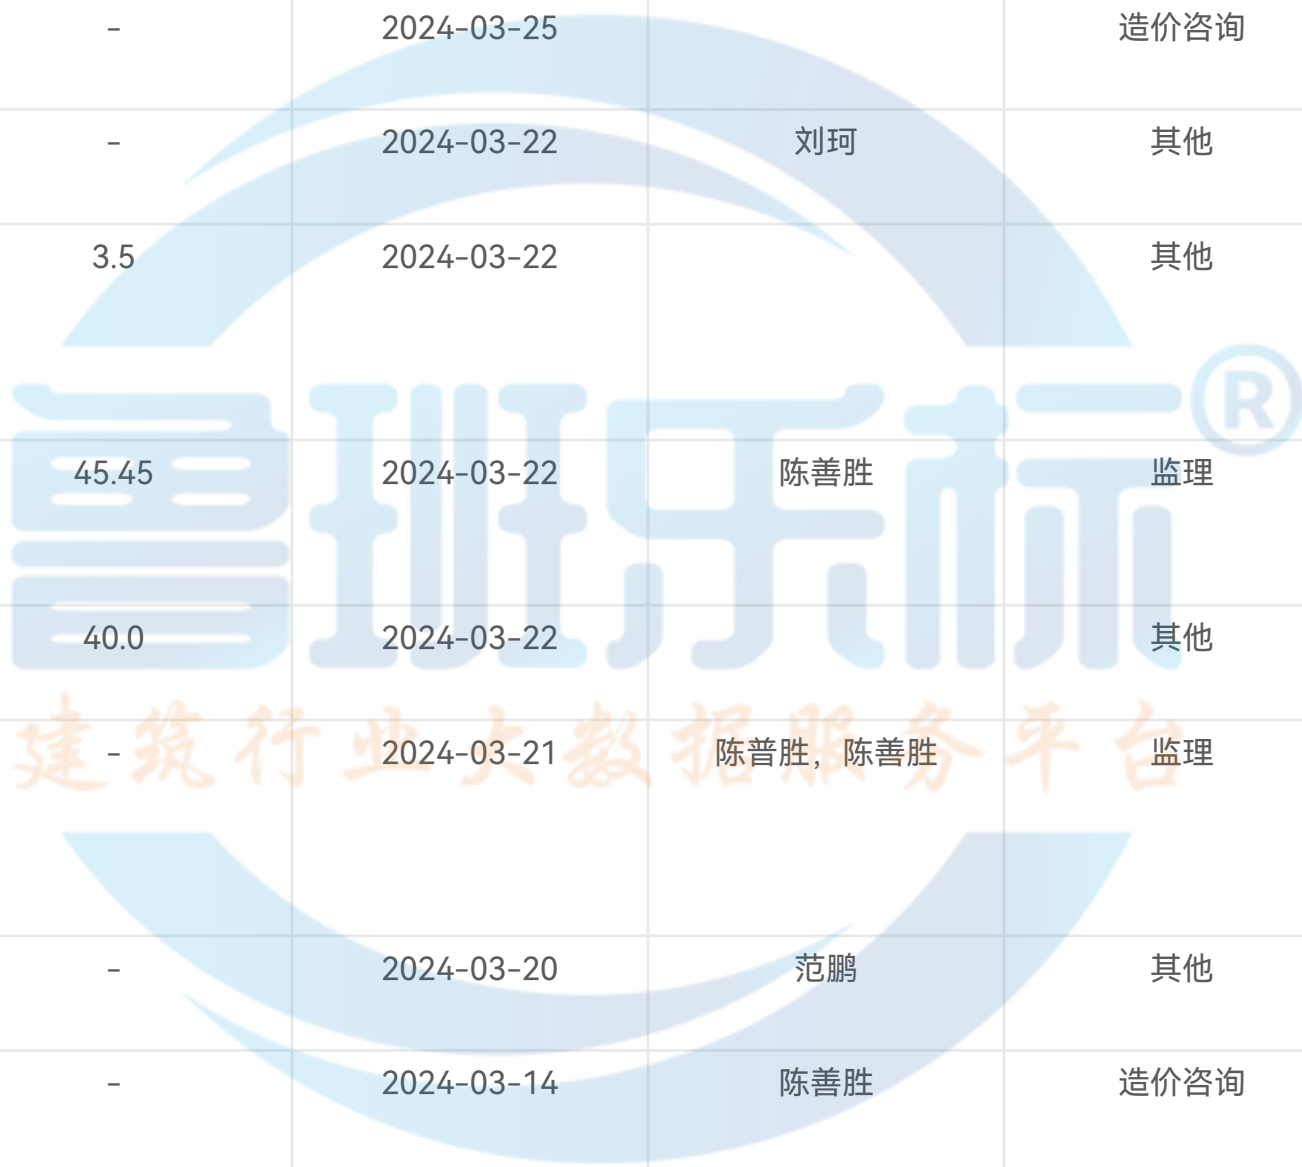 - 2024-03-25 造价咨询
- 2024-03-22 刘珂 其他
3.5 2024-03-22 其他
鲁班乐标®
45.45 2024-03-22 陈善胜 监理
40.0 2024-03-22 其他
建筑行业大数据服务平台
- 2024-03-21 陈普胜，陈善胜 监理
- 2024-03-20 范鹏 其他
- 2024-03-14 陈善胜 造价咨询